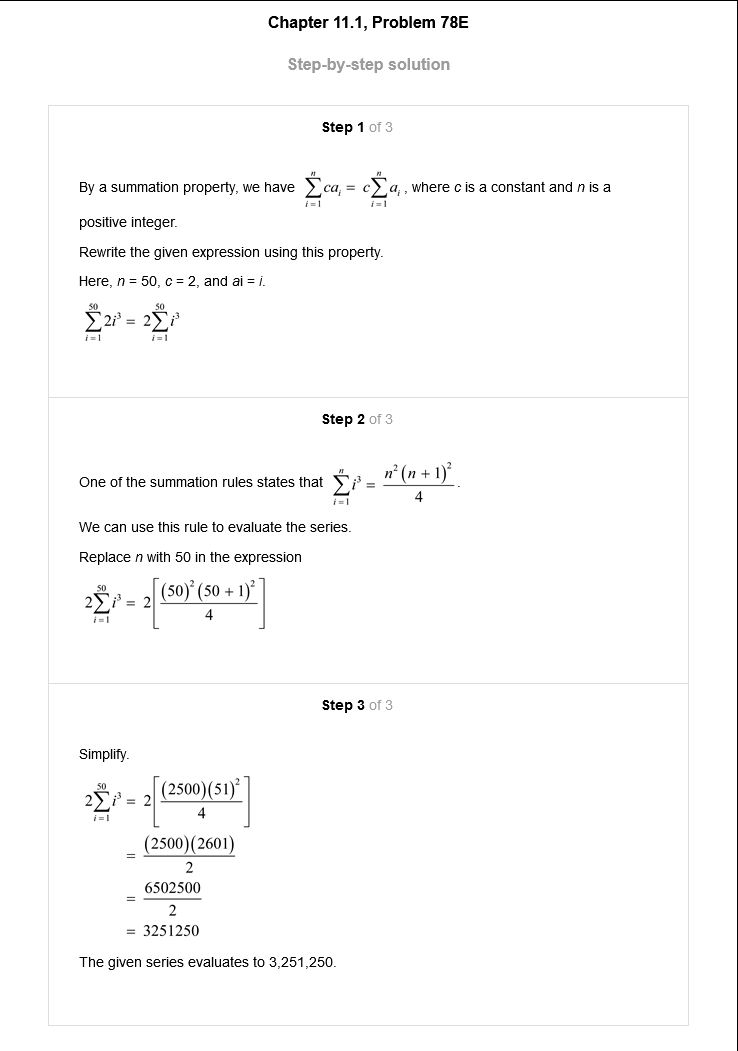 Chapter 11.1, Problem 78E
Step-by-step solution
Step 1 of 3
By a summation property, we have $\sum_{i=1}^{n} ca_i = c\sum_{i=1}^{n} a_i$, where c is a constant and n is a
positive integer.
Rewrite the given expression using this property.
Here, n = 50, c = 2, and ai = i.
$\sum_{i=1}^{50} 2i^3 = 2\sum_{i=1}^{50} i^3$
Step 2 of 3
One of the summation rules states that $\sum_{i=1}^{n} i^3 = \frac{n^2(n+1)^2}{4}$.
We can use this rule to evaluate the series.
Replace n with 50 in the expression
$2\sum_{i=1}^{50} i^3 = 2\left[\frac{(50)^2(50+1)^2}{4}\right]$
Step 3 of 3
Simplify.
$2\sum_{i=1}^{50} i^3 = 2\left[\frac{(2500)(51)^2}{4}\right]$
$= \frac{(2500)(2601)}{2}$
$= \frac{6502500}{2}$
$= 3251250$
The given series evaluates to 3,251,250.